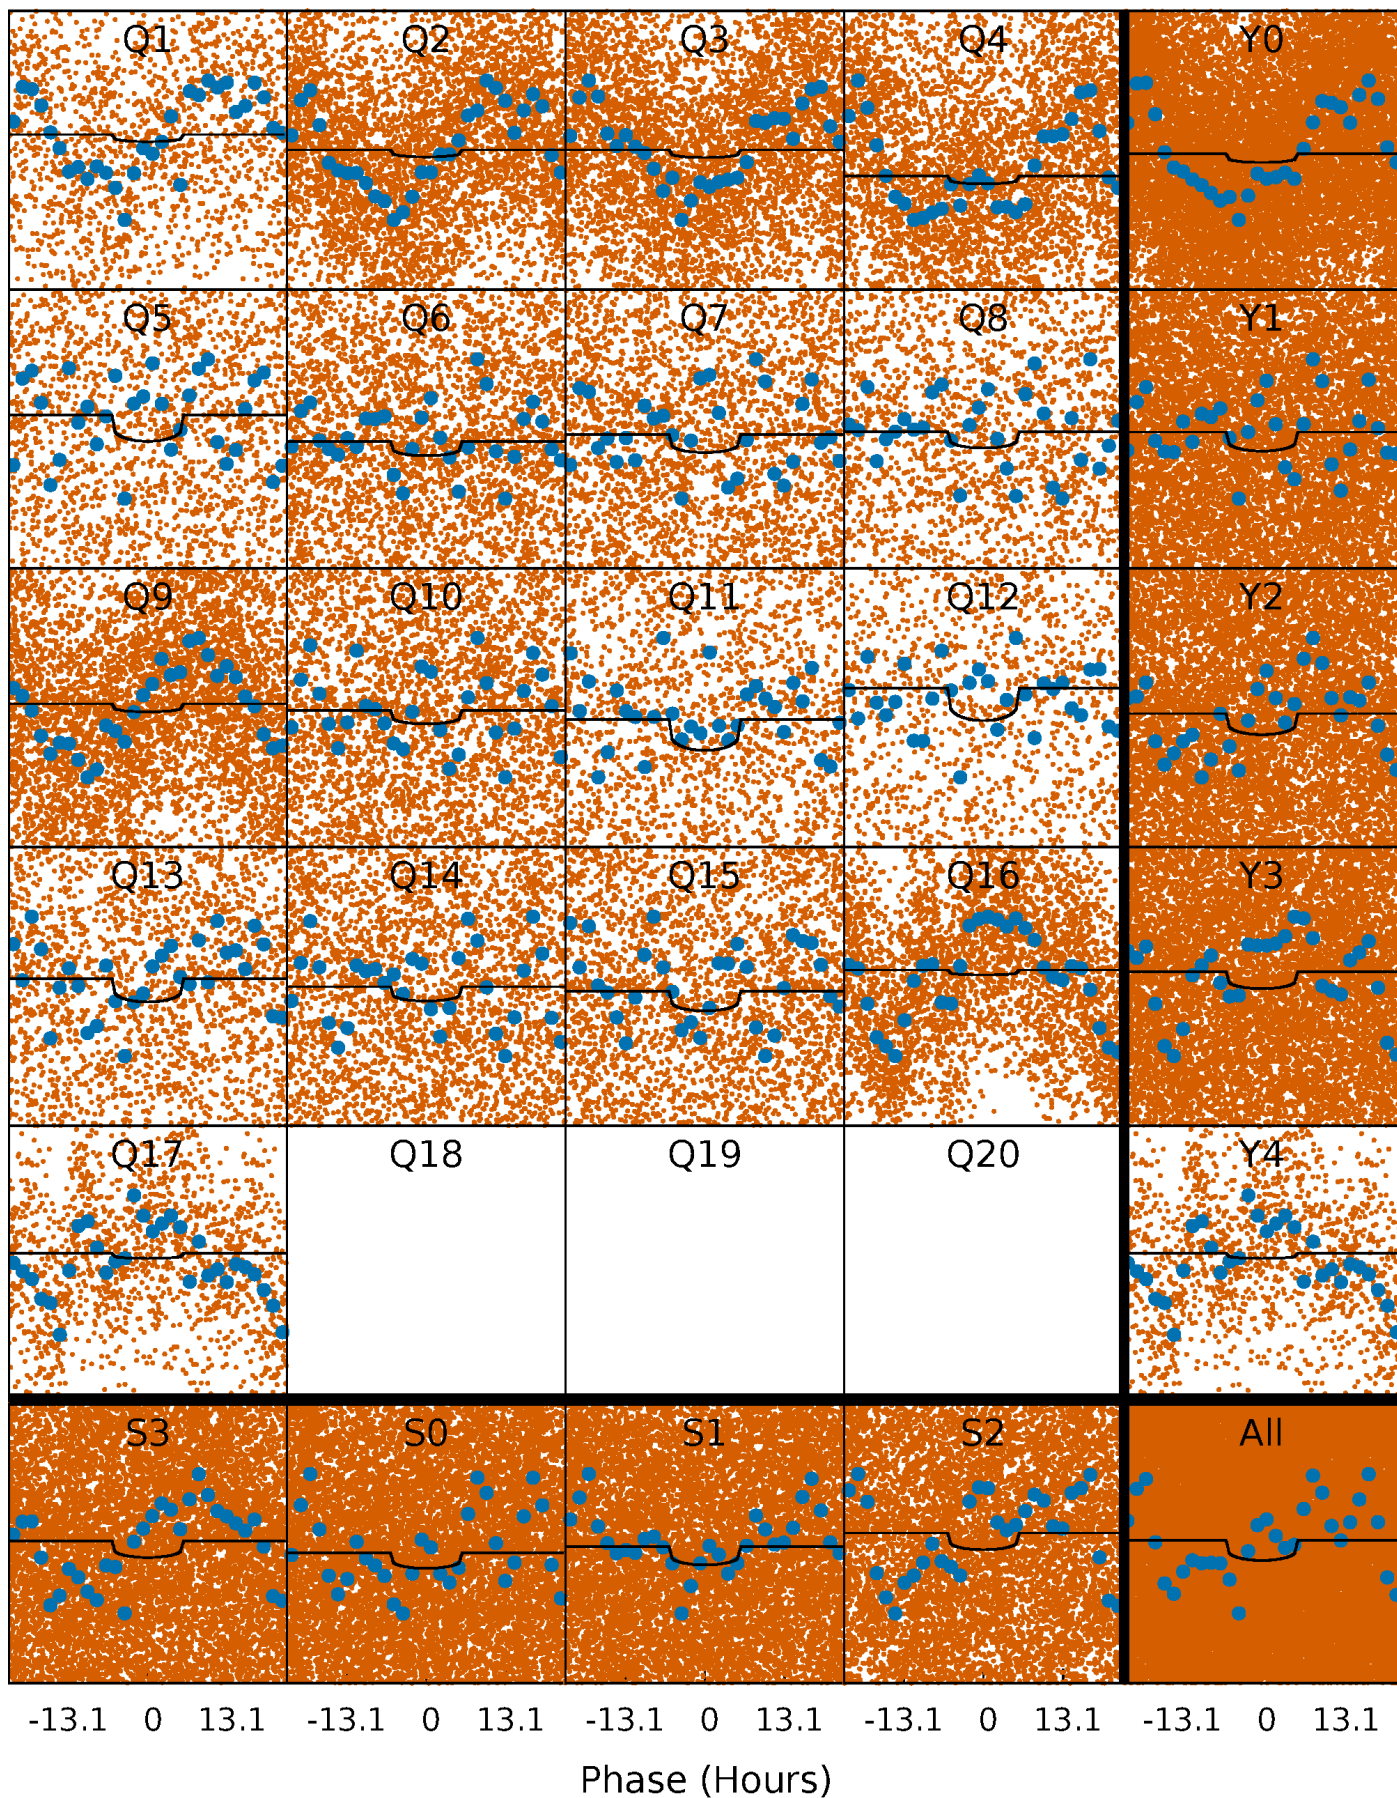 Q1 Q2 Q3 Q4 Y0
Q5 Q6 Q7 Q8 Y1
Q9 Q10 Q11 Q12 Y2
Q13 Q14 Q15 Q16 Y3
Q17 Q18 Q19 Q20 Y4
S3 S0 S1 S2 All
-13.1 0 13.1 -13.1 0 13.1 -13.1 0 13.1 -13.1 0 13.1 -13.1 0 13.1
Phase (Hours)